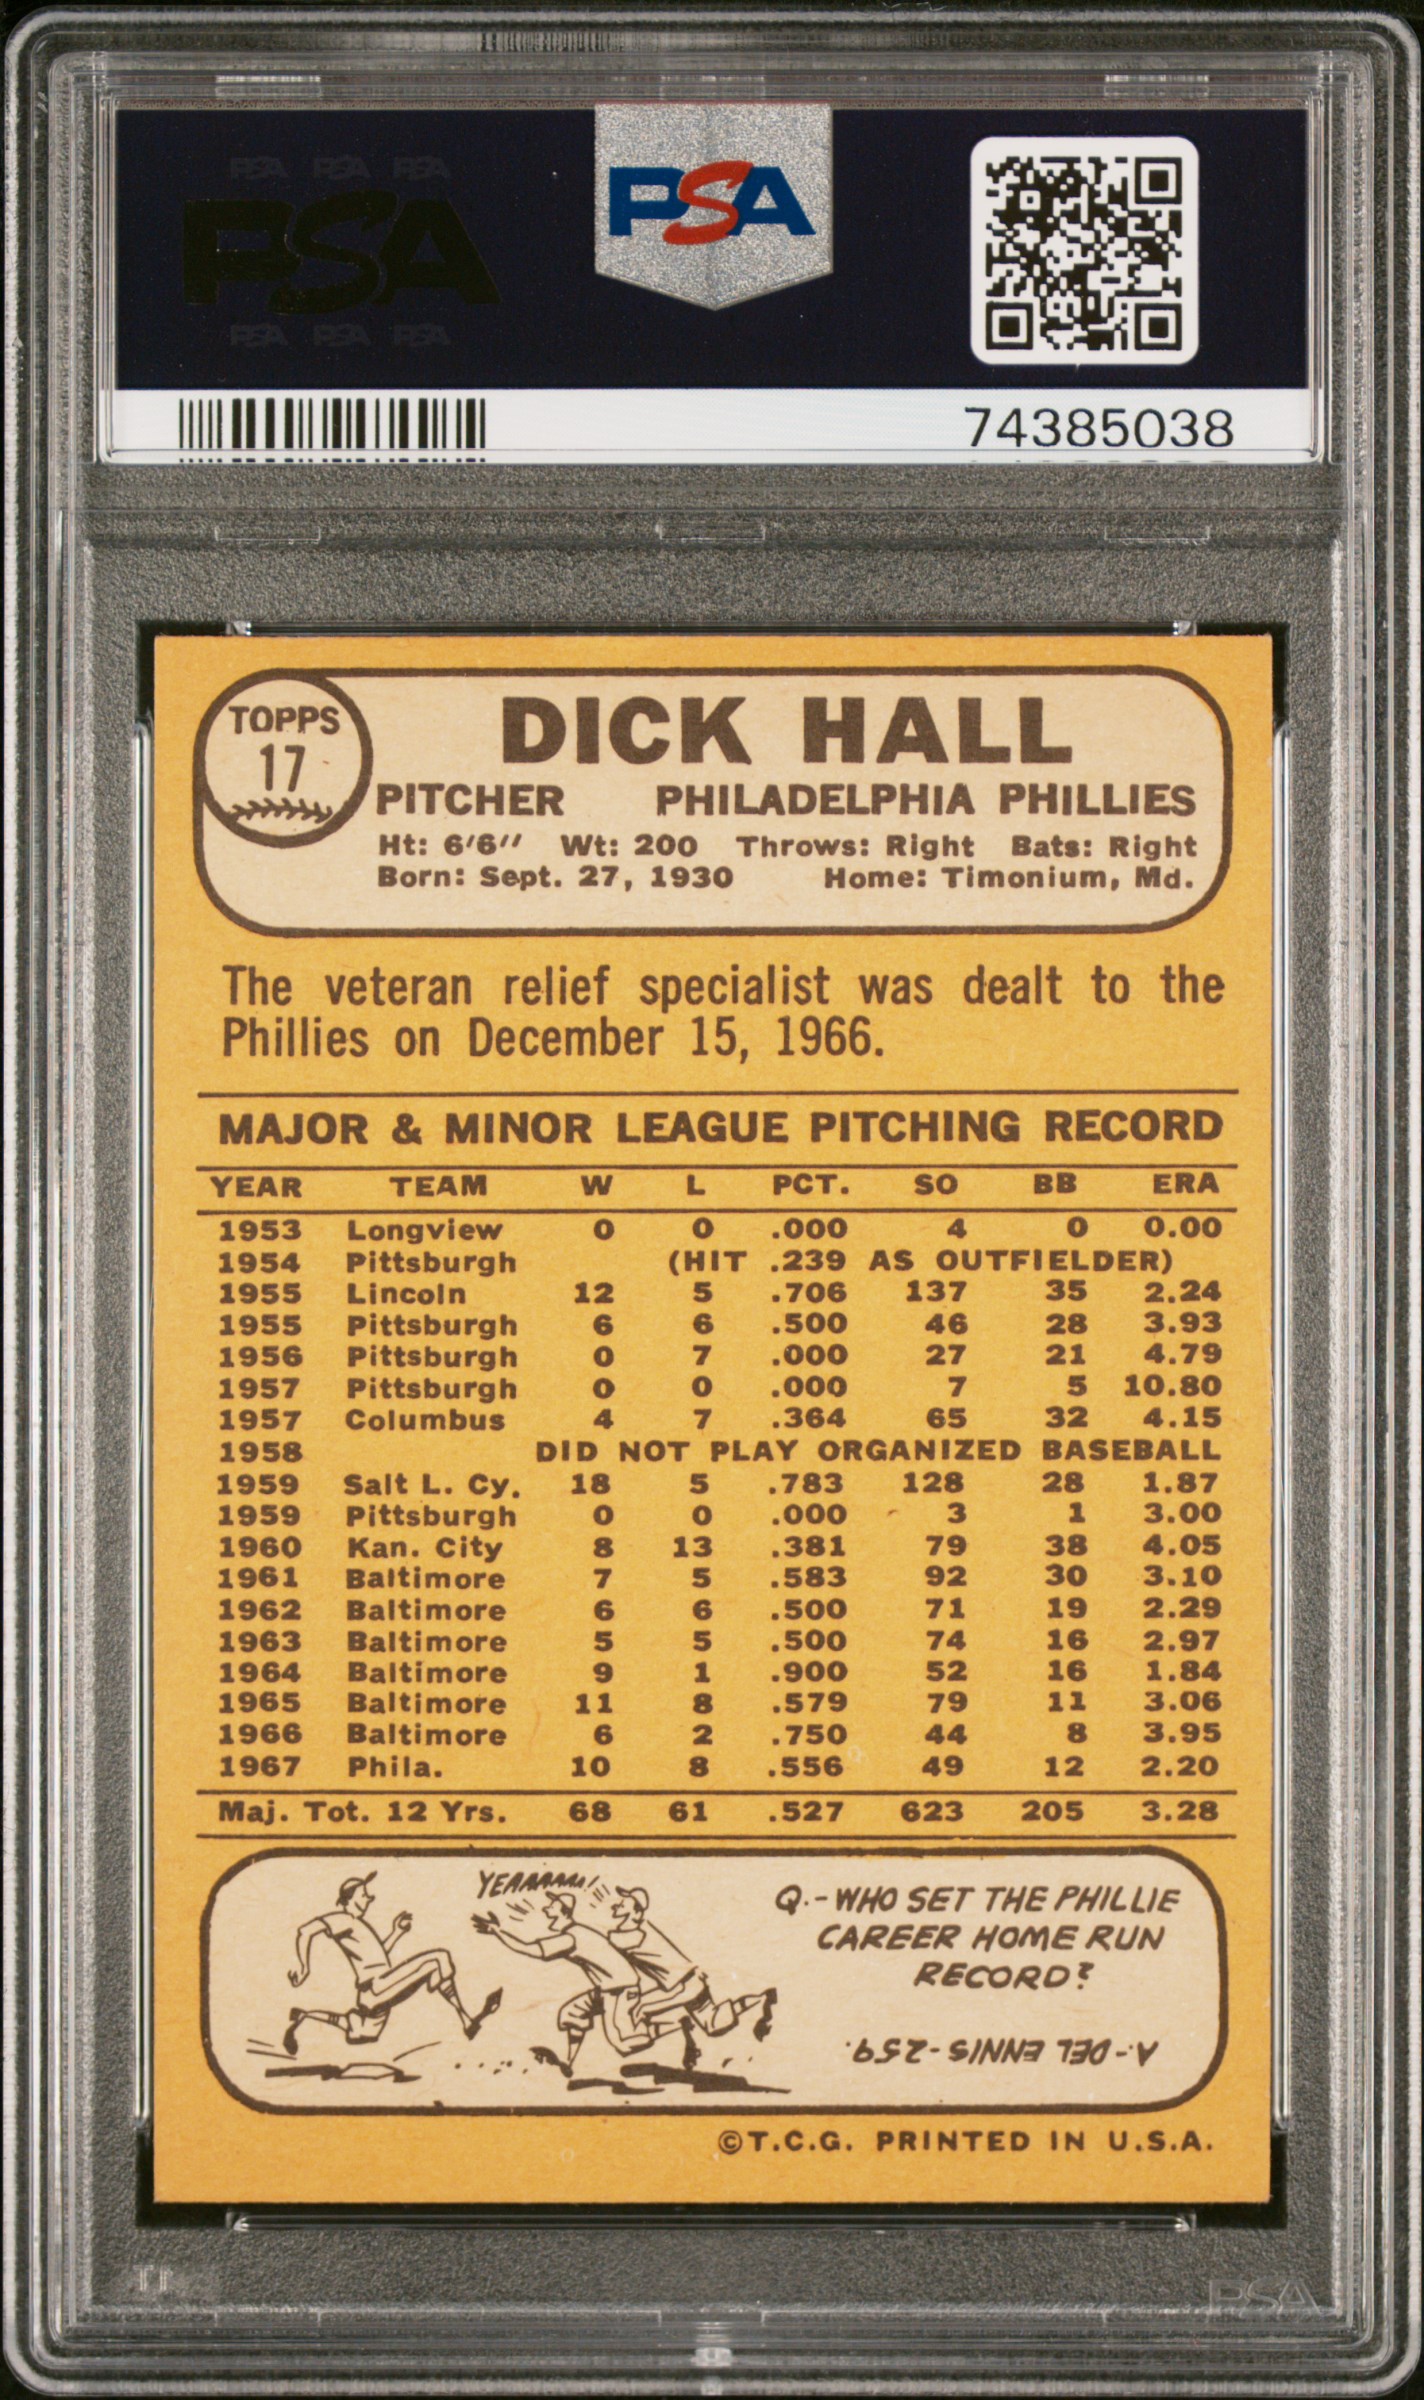 PSA PSA PSA
PSA
PSA PSA PSA
PSA
74385038
TOPPS
17
DICK HALL
PITCHER PHILADELPHIA PHILLIES
Ht: 6'6" Wt: 200 Throws: Right Bats: Right
Born: Sept. 27, 1930 Home: Timonium, Md.
The veteran relief specialist was dealt to the
Phillies on December 15, 1966.
MAJOR & MINOR LEAGUE PITCHING RECORD
YEAR TEAM W L PCT. SO BB ERA
1953 Longview 0 0 .000 4 0 0.00
1954 Pittsburgh (HIT .239 AS OUTFIELDER)
1955 Lincoln 12 5 .706 137 35 2.24
1955 Pittsburgh 6 6 .500 46 28 3.93
1956 Pittsburgh 0 7 .000 27 21 4.79
1957 Pittsburgh 0 0 .000 7 5 10.80
1957 Columbus 4 7 .364 65 32 4.15
1958 DID NOT PLAY ORGANIZED BASEBALL
1959 Salt L. Cy. 18 5 .783 128 28 1.87
1959 Pittsburgh 0 0 .000 3 1 3.00
1960 Kan. City 8 13 .381 79 38 4.05
1961 Baltimore 7 5 .583 92 30 3.10
1962 Baltimore 6 6 .500 71 19 2.29
1963 Baltimore 5 5 .500 74 16 2.97
1964 Baltimore 9 1 .900 52 16 1.84
1965 Baltimore 11 8 .579 79 11 3.06
1966 Baltimore 6 2 .750 44 8 3.95
1967 Phila. 10 8 .556 49 12 2.20
Maj. Tot. 12 Yrs. 68 61 .527 623 205 3.28
YEAAAAAA!
Q.-WHO SET THE PHILLIE
CAREER HOME RUN
RECORD?
A.-DEL ENNIS-259.
©T.C.G. PRINTED IN U.S.A.
PSA